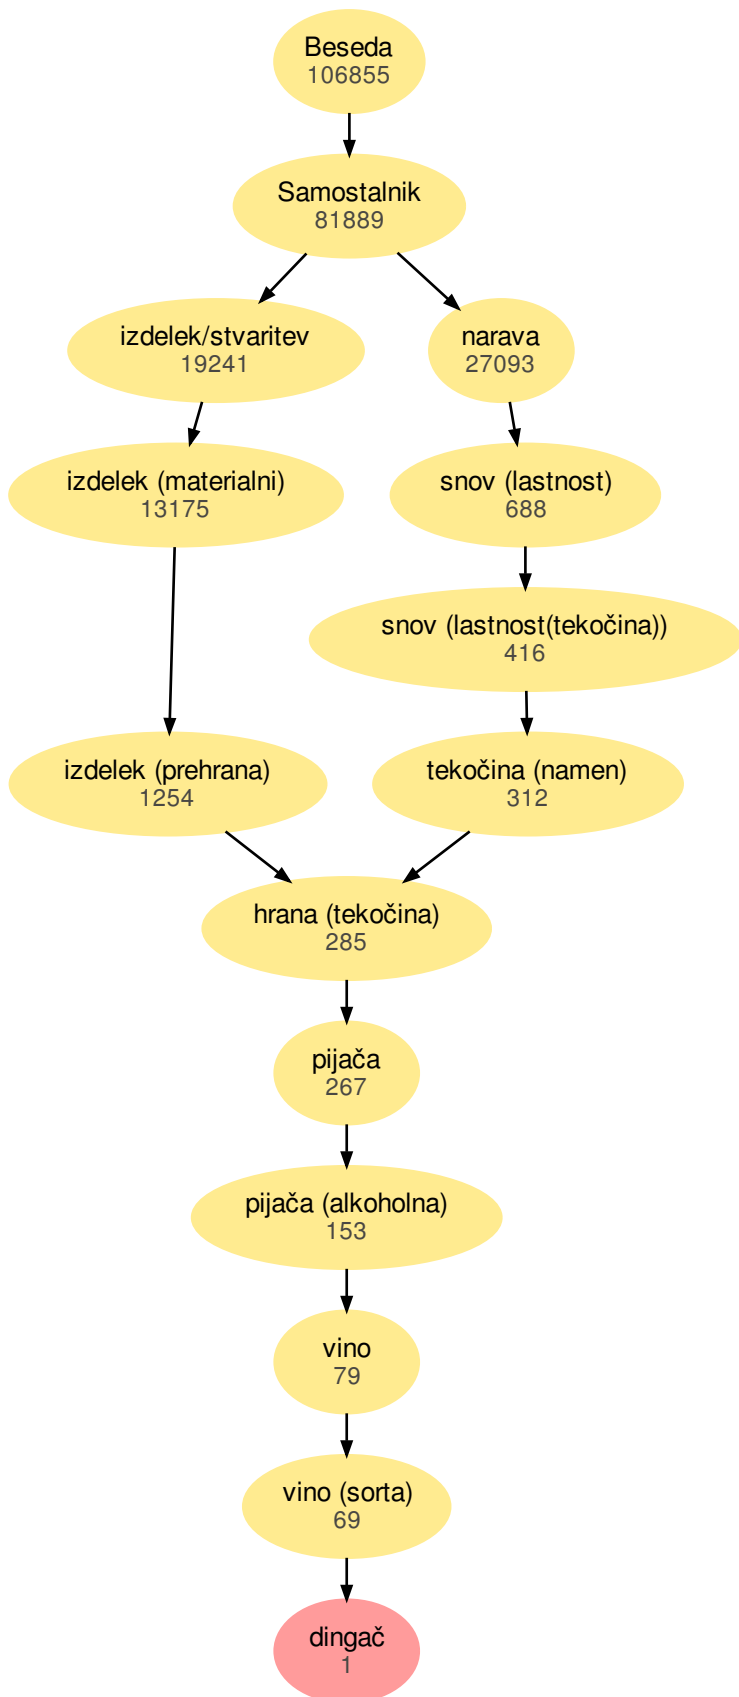 Beseda
106855
Samostalnik
81889
izdelek/stvaritev
19241
narava
27093
izdelek (materialni)
13175
snov (lastnost)
688
snov (lastnost(tekočina))
416
izdelek (prehrana)
1254
tekočina (namen)
312
hrana (tekočina)
285
pijača
267
pijača (alkoholna)
153
vino
79
vino (sorta)
69
dingač
1